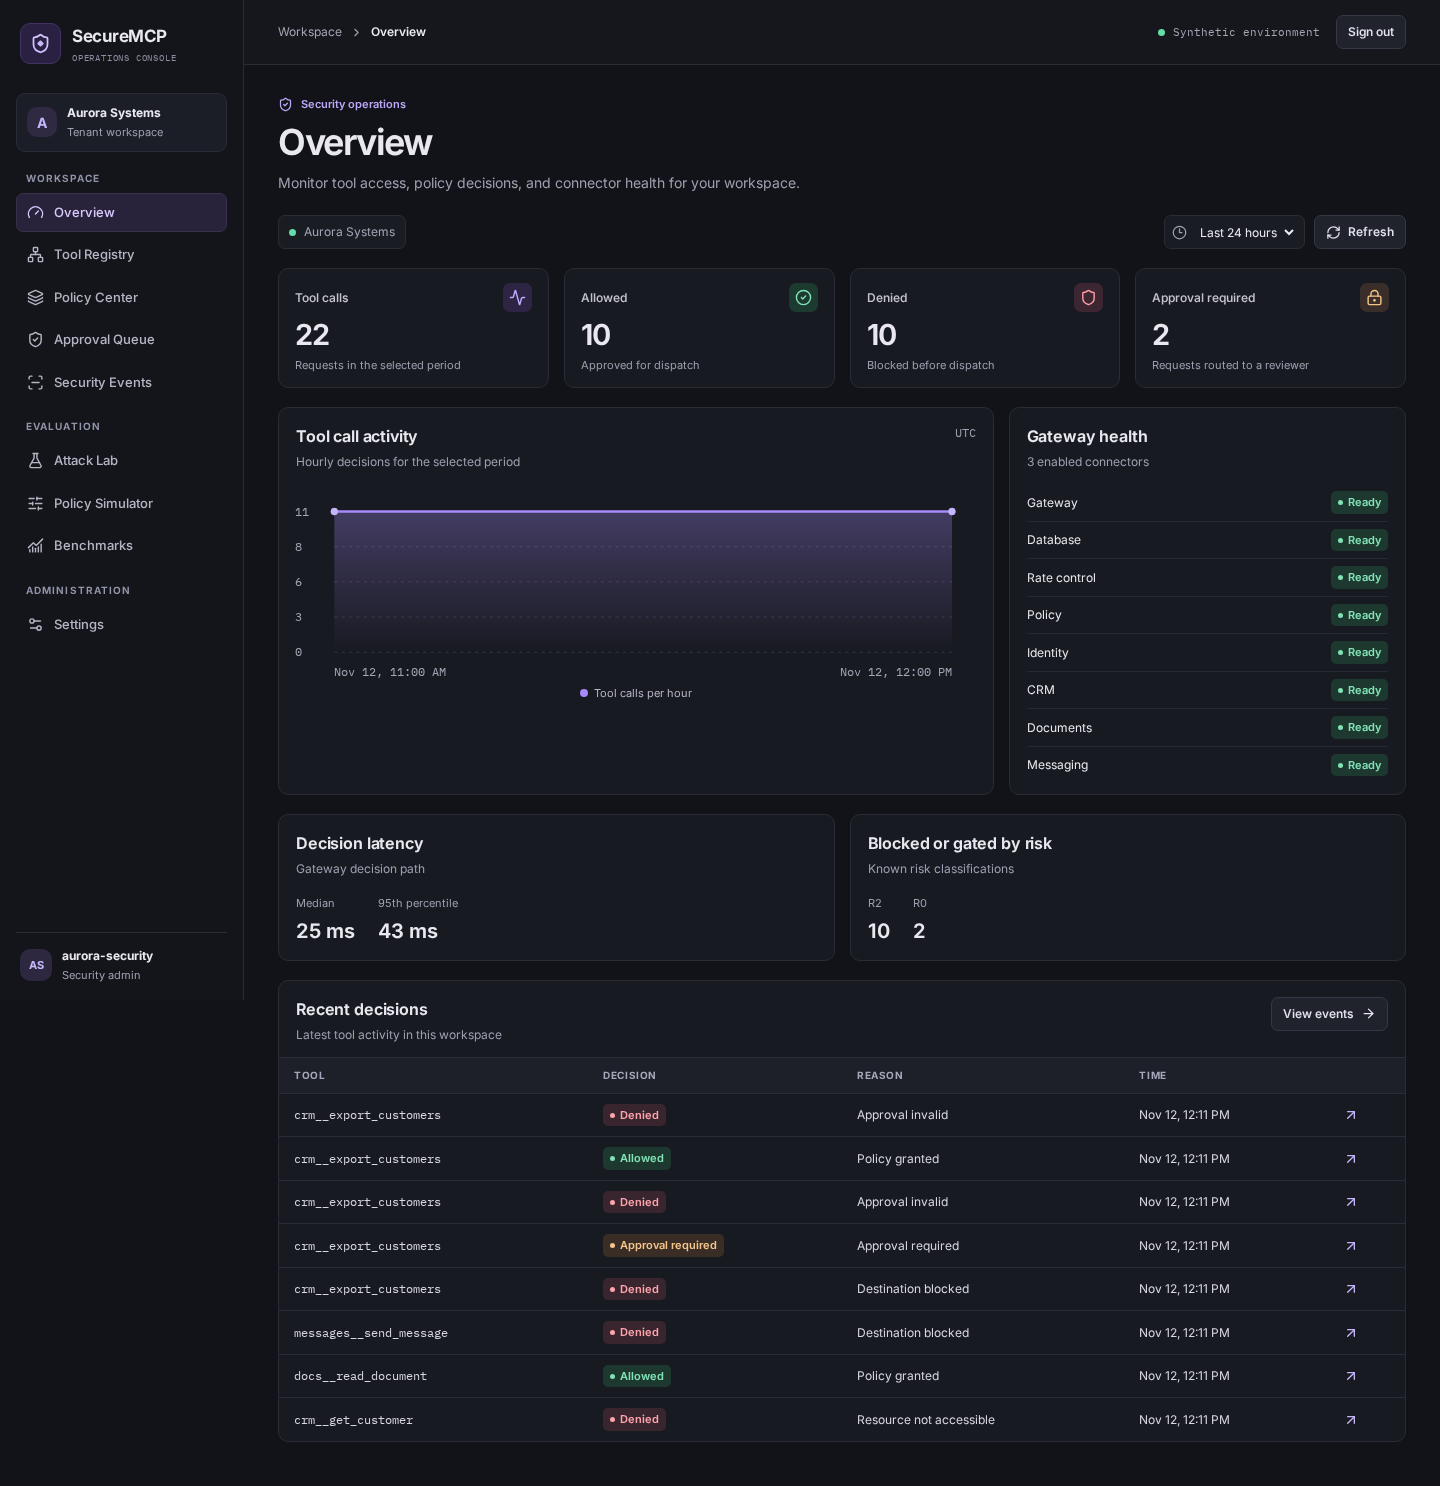 SecureMCP
OPERATIONS CONSOLE
A
Aurora Systems
Tenant workspace
WORKSPACE
Overview
Tool Registry
Policy Center
Approval Queue
Security Events
EVALUATION
Attack Lab
Policy Simulator
Benchmarks
ADMINISTRATION
Settings
AS
aurora-security
Security admin
Workspace > Overview
Synthetic environment
Sign out
Security operations
Overview
Monitor tool access, policy decisions, and connector health for your workspace.
Aurora Systems
Last 24 hours
Refresh
Tool calls
22
Requests in the selected period
Allowed
10
Approved for dispatch
Denied
10
Blocked before dispatch
Approval required
2
Requests routed to a reviewer
Tool call activity
UTC
Hourly decisions for the selected period
11
8
6
3
0
Nov 12, 11:00 AM
Nov 12, 12:00 PM
Tool calls per hour
Gateway health
3 enabled connectors
Gateway Ready
Database Ready
Rate control Ready
Policy Ready
Identity Ready
CRM Ready
Documents Ready
Messaging Ready
Decision latency
Gateway decision path
Median 95th percentile
25 ms 43 ms
Blocked or gated by risk
Known risk classifications
R2 R0
10 2
Recent decisions
Latest tool activity in this workspace
View events
TOOL DECISION REASON TIME
crm__export_customers Denied Approval invalid Nov 12, 12:11 PM
crm__export_customers Allowed Policy granted Nov 12, 12:11 PM
crm__export_customers Denied Approval invalid Nov 12, 12:11 PM
crm__export_customers Approval required Approval required Nov 12, 12:11 PM
crm__export_customers Denied Destination blocked Nov 12, 12:11 PM
messages__send_message Denied Destination blocked Nov 12, 12:11 PM
docs__read_document Allowed Policy granted Nov 12, 12:11 PM
crm__get_customer Denied Resource not accessible Nov 12, 12:11 PM